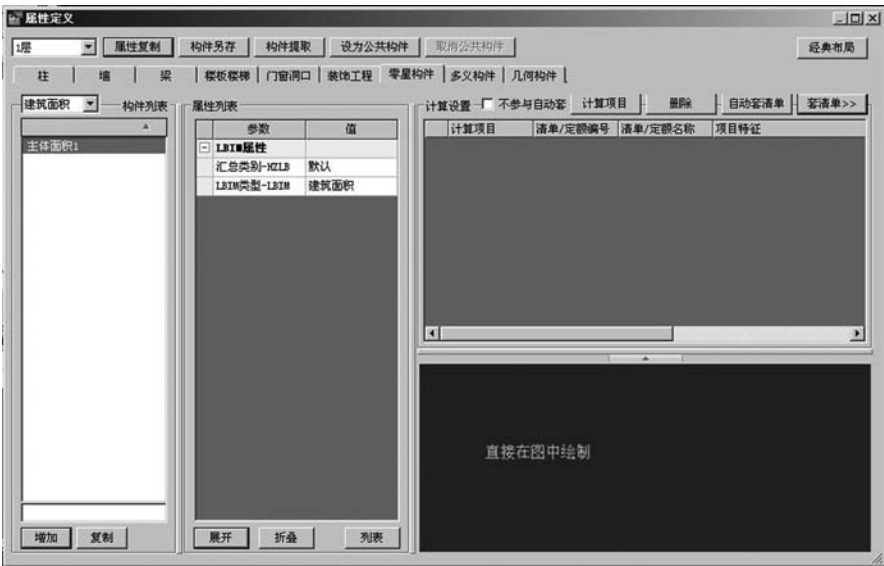 属性定义
1层 属性复制 构件另存 构件提取 设为公共构件 取消公共构件 经典布局
柱 墙 梁 楼板楼梯 门窗洞口 装饰工程 零星构件 多义构件 几何构件
建筑面积 构件列表 属性列表 计算设置 不参与自动套 计算项目 删除 自动套清单 套清单>>
参数 值 计算项目 清单/定额编号 清单/定额名称 项目特征
主体面积1 LBIM属性
汇总类别-HZLB 默认
LBIM类型-LBIM 建筑面积
直接在图中绘制
增加 复制 展开 折叠 列表